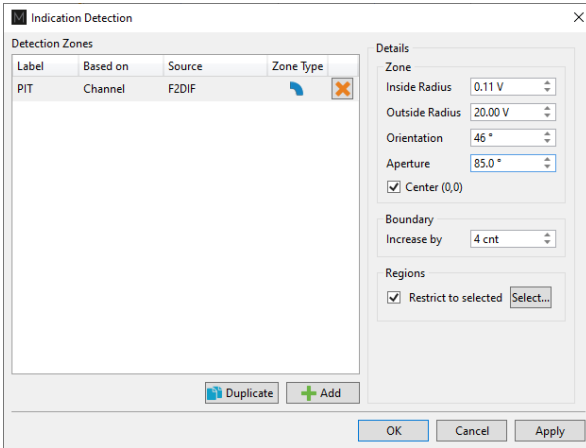 M Indication Detection
Detection Zones
Label Based on Source Zone Type
PIT Channel F2DIF
Duplicate Add
Details
Zone
Inside Radius 0.11 V
Outside Radius 20.00 V
Orientation 46 °
Aperture 85.0 °
Center (0,0)
Boundary
Increase by 4 cnt
Regions
Restrict to selected Select...
OK Cancel Apply